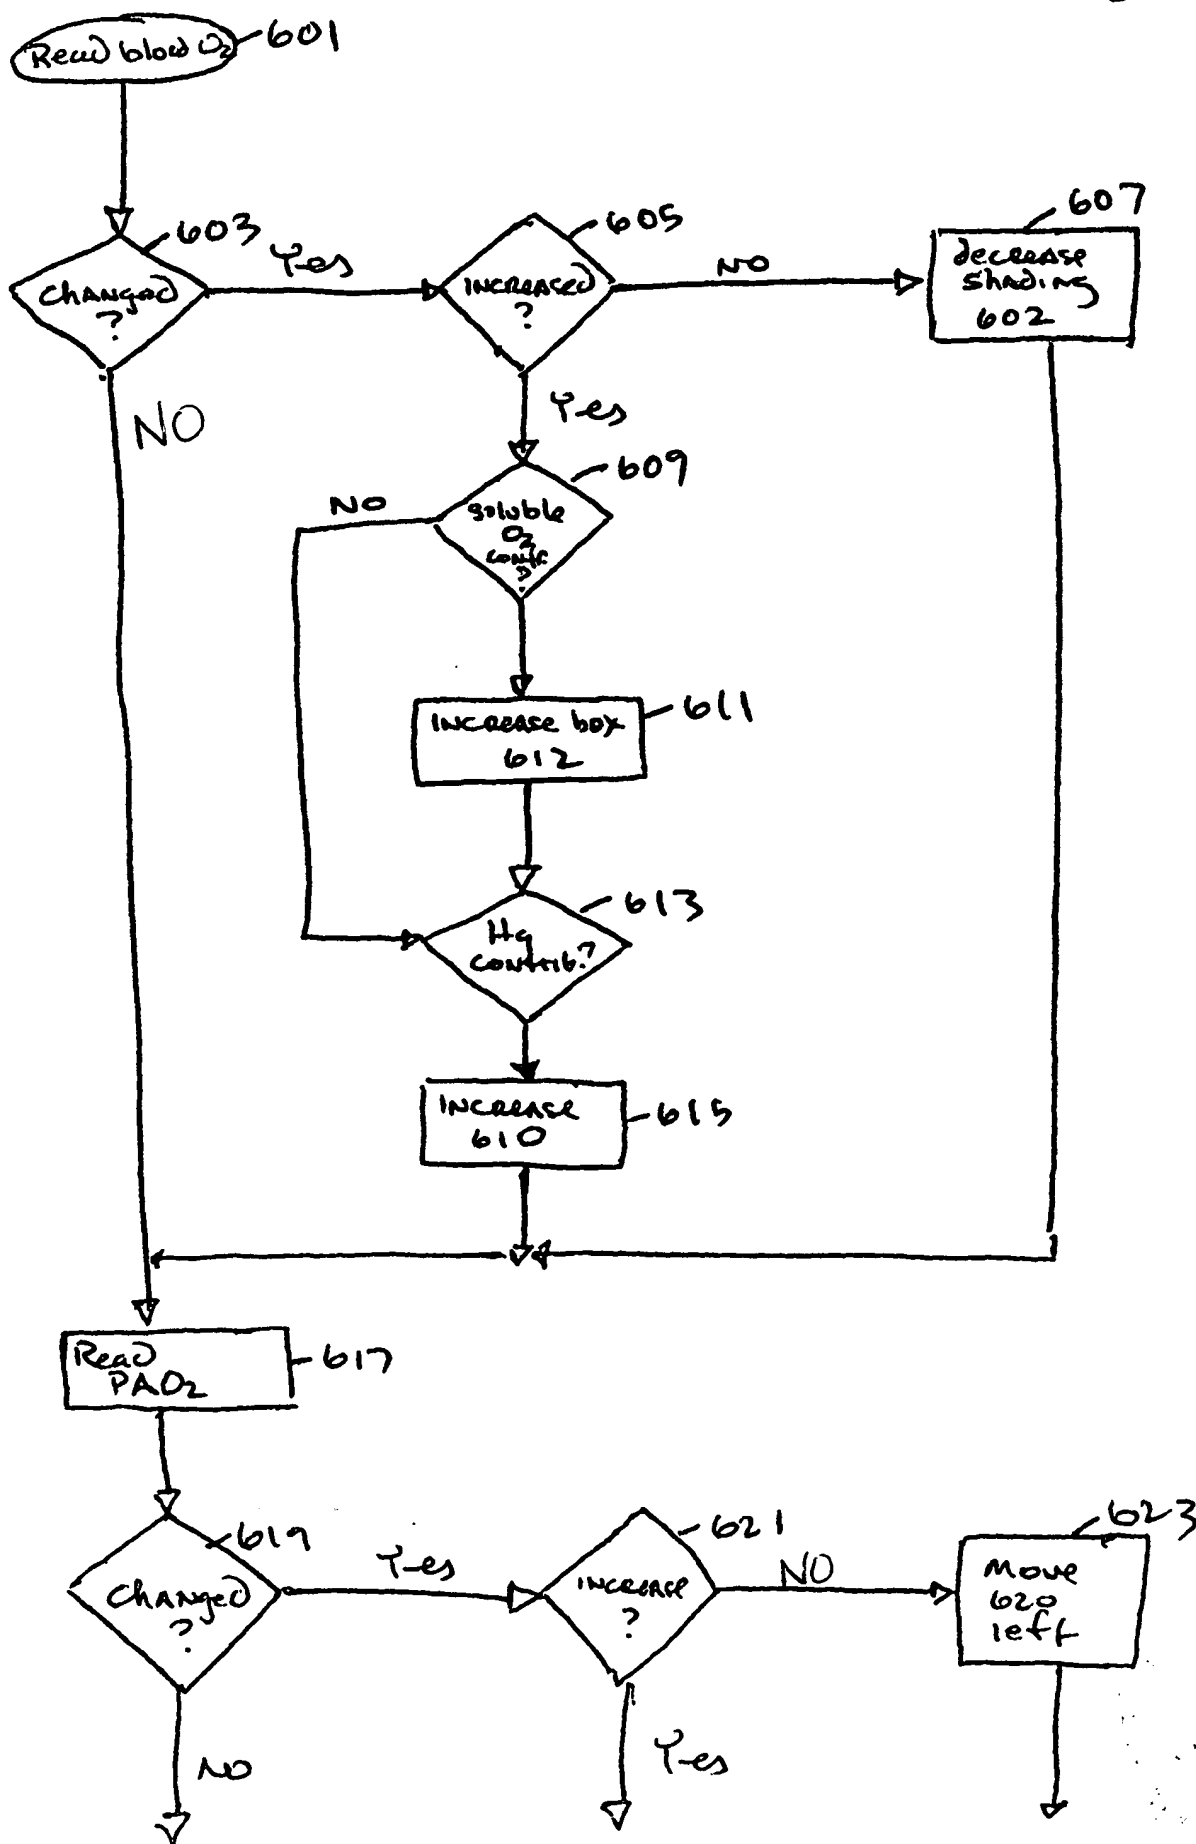 Read blood O2
601
603
Changed
?
Yes
605
INCREASED
?
NO
607
decrease
shading
602
NO
Yes
609
soluble
O2
contr.
?
NO
INCREASE box
612
611
613
Hg
contrib.?
INCREASE
610
615
Read
PAO2
617
619
Changed
?
Yes
621
INCREASE
?
NO
623
Move
620
left
NO
Yes